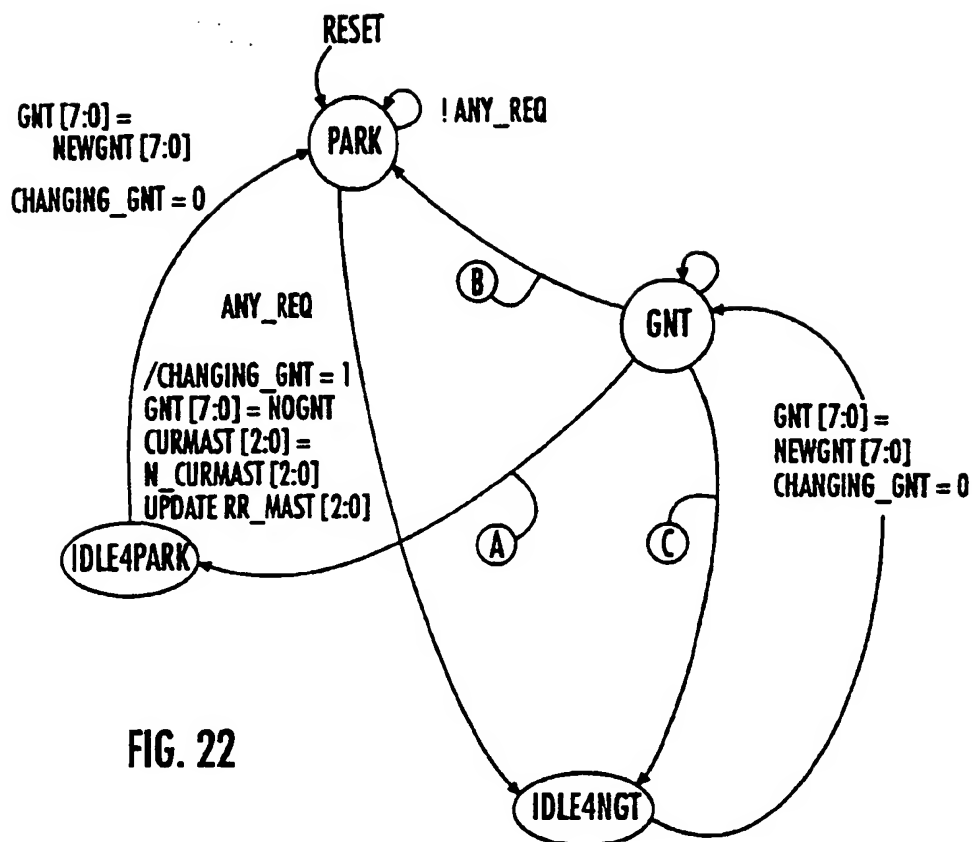 RESET
GNT [7:0] =
NEWGNT [7:0]
CHANGING_GNT = 0
PARK
! ANY_REQ
B
GNT
ANY_REQ
/CHANGING_GNT = 1
GNT [7:0] = NOGNT
CURMAST [2:0] =
N_CURMAST [2:0]
UPDATE RR_MAST [2:0]
GNT [7:0] =
NEWGNT [7:0]
CHANGING_GNT = 0
A
C
IDLE4PARK
FIG. 22
IDLE4NGT